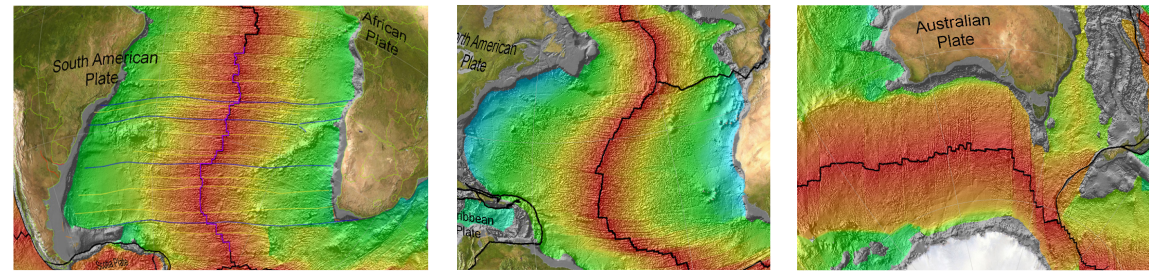 South American
Plate
African
Plate
rth American
Plate
ribbean
Plate
Australian
Plate